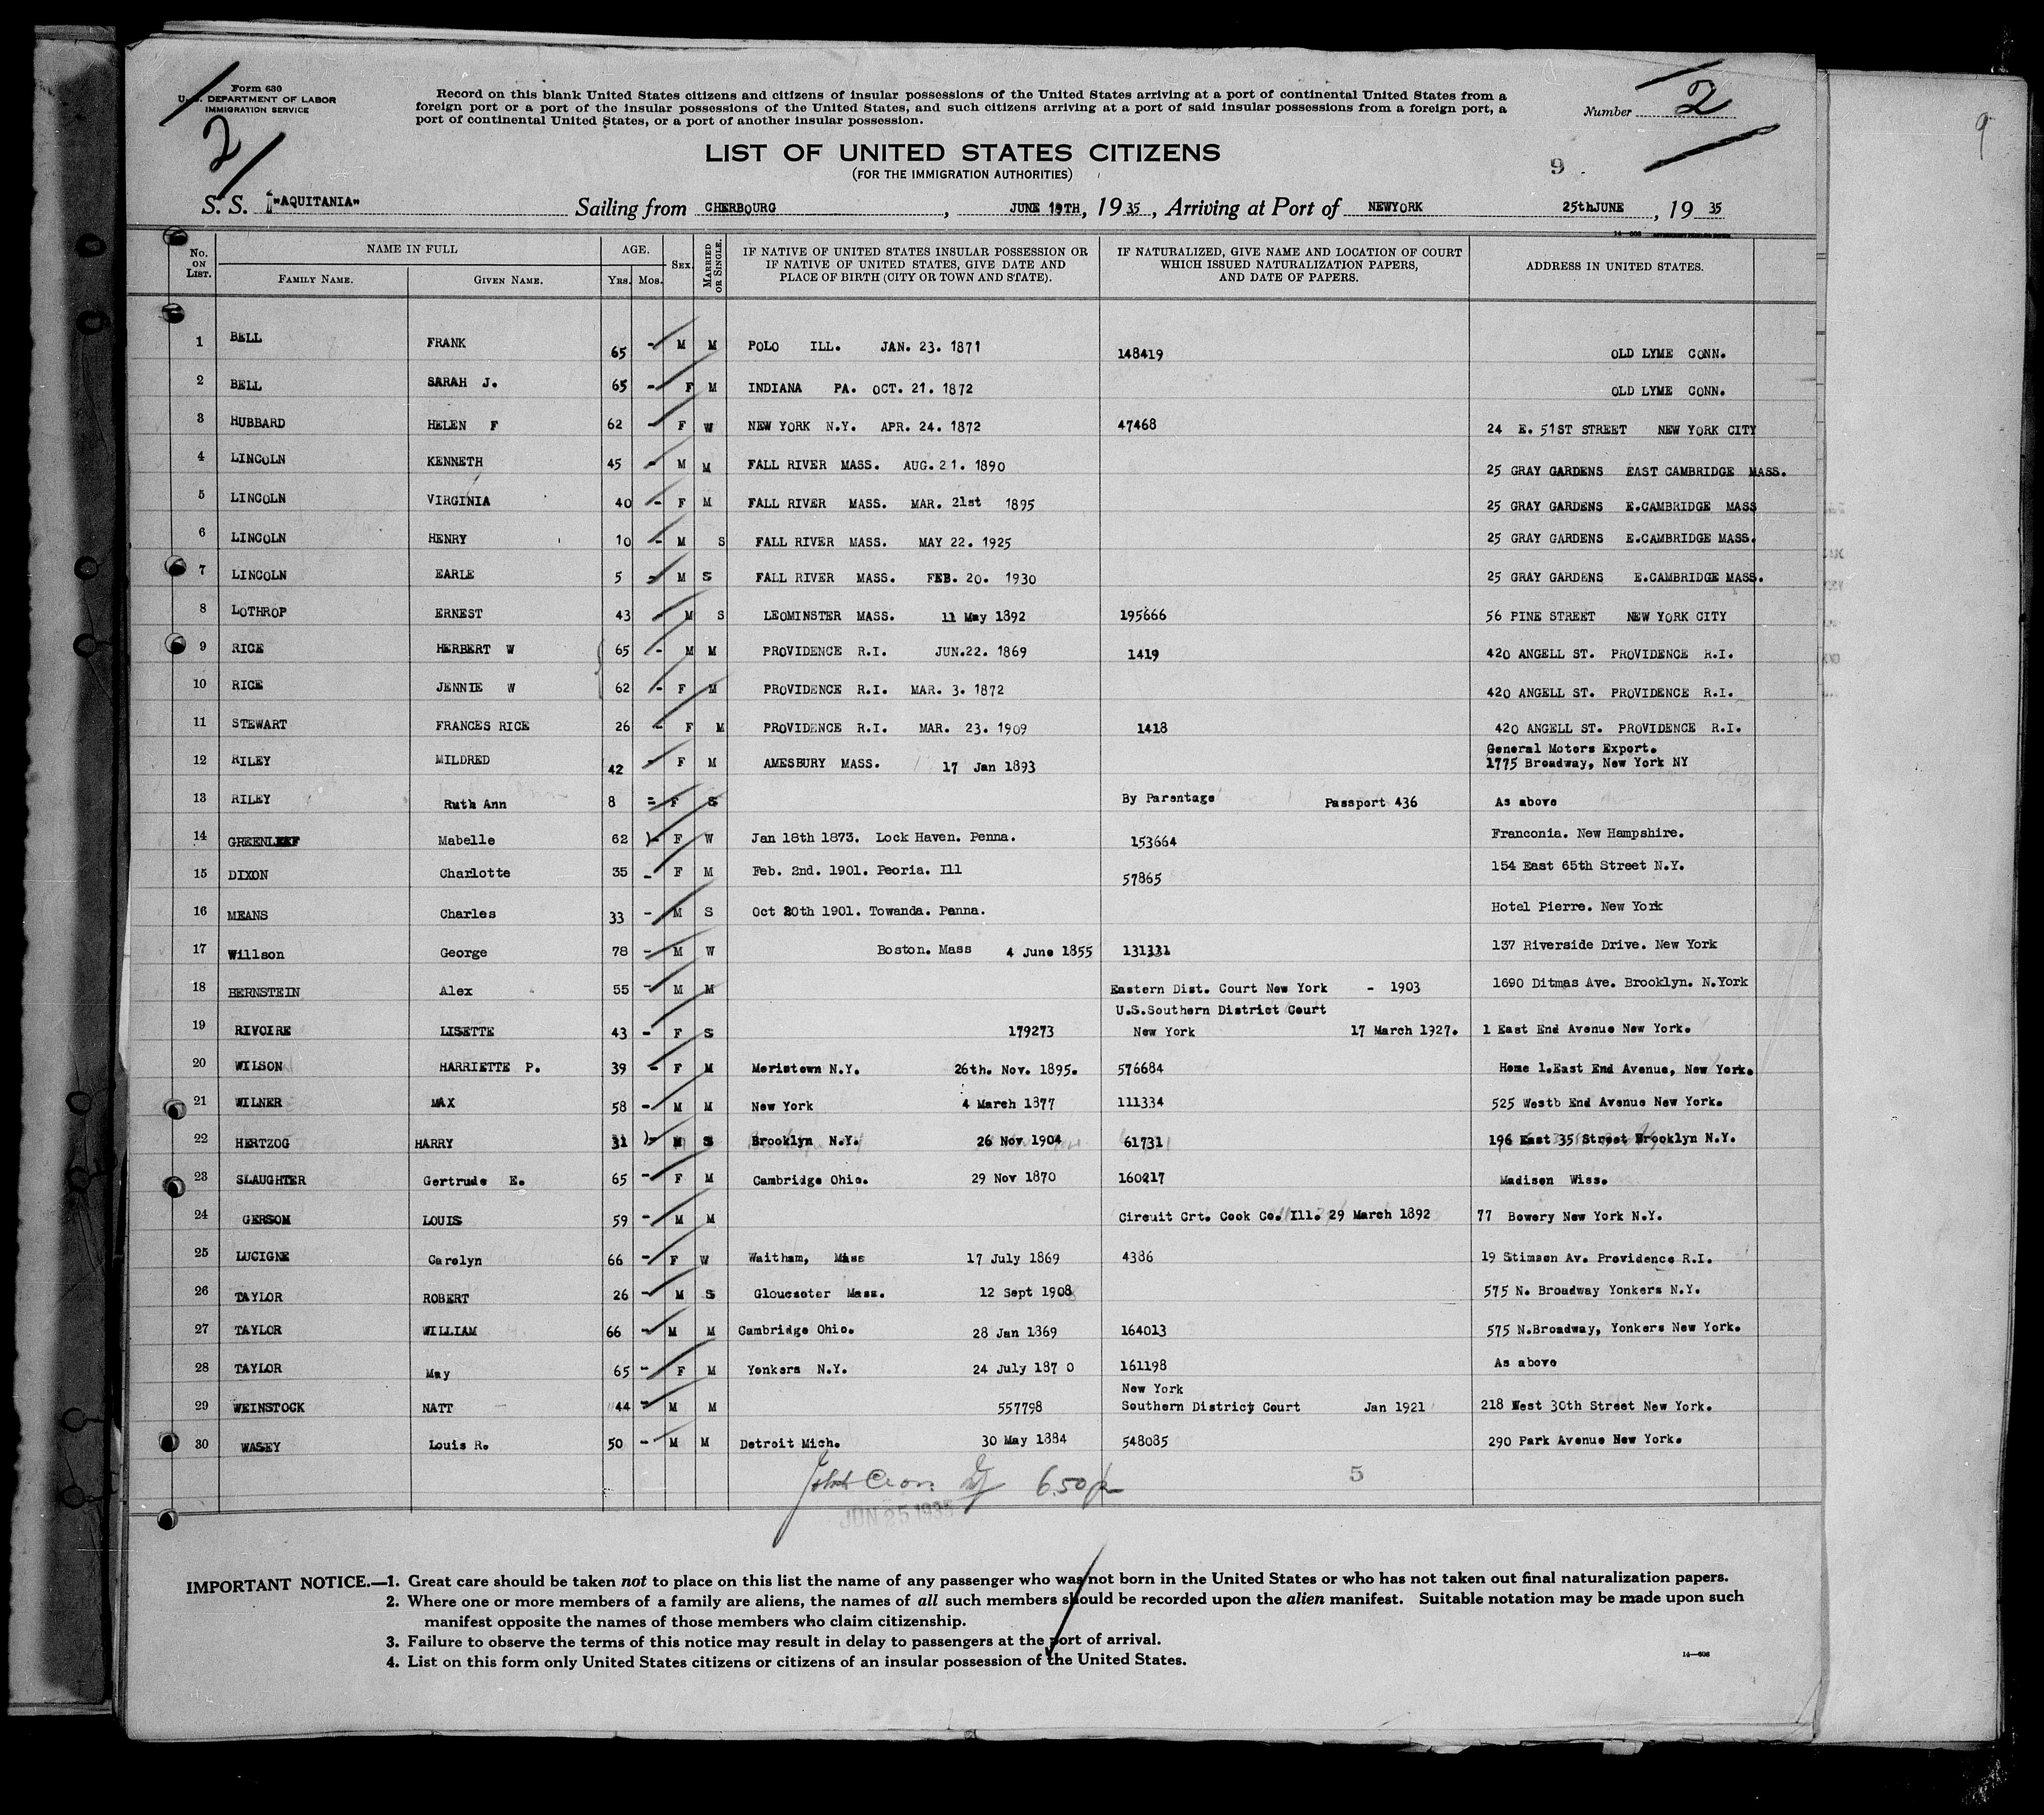 Form 630
U.S. DEPARTMENT OF LABOR
IMMIGRATION SERVICE
2
Record on this blank United States citizens and citizens of insular possessions of the United States arriving at a port of continental United States from a
foreign port or a port of the insular possessions of the United States, and such citizens arriving at a port of said insular possessions from a foreign port, a
port of continental United States, or a port of another insular possession.
Number 2
9
LIST OF UNITED STATES CITIZENS
(FOR THE IMMIGRATION AUTHORITIES)
9
S. S. "AQUITANIA" Sailing from CHERBOURG, JUNE 19TH, 1935, Arriving at Port of NEWYORK 25thJUNE, 1935
No. ON LIST. NAME IN FULL FAMILY NAME. GIVEN NAME. AGE. YRS. MOS. SEX. MARRIED OR SINGLE. IF NATIVE OF UNITED STATES INSULAR POSSESSION OR IF NATIVE OF UNITED STATES, GIVE DATE AND PLACE OF BIRTH (CITY OR TOWN AND STATE). IF NATURALIZED, GIVE NAME AND LOCATION OF COURT WHICH ISSUED NATURALIZATION PAPERS, AND DATE OF PAPERS. ADDRESS IN UNITED STATES.
1 BELL FRANK 65 - M M POLO ILL. JAN. 23. 1871 148419 OLD LYME CONN.
2 BELL SARAH J. 65 - F M INDIANA PA. OCT. 21. 1872 OLD LYME CONN.
3 HUBBARD HELEN F 62 - F W NEW YORK N.Y. APR. 24. 1872 47468 24 E. 51ST STREET NEW YORK CITY
4 LINCOLN KENNETH 45 - M M FALL RIVER MASS. AUG.21. 1890 25 GRAY GARDENS EAST CAMBRIDGE MASS.
5 LINCOLN VIRGINIA 40 - F M FALL RIVER MASS. MAR. 21st 1895 25 GRAY GARDENS E.CAMBRIDGE MASS
6 LINCOLN HENRY 10 - M S FALL RIVER MASS. MAY 22. 1925 25 GRAY GARDENS E.CAMBRIDGE MASS.
7 LINCOLN EARLE 5 - M S FALL RIVER MASS. FEB. 20. 1930 25 GRAY GARDENS E.CAMBRIDGE MASS.
8 LOTHROP ERNEST 43 M S LEOMINSTER MASS. 11 May 1892 195666 56 PINE STREET NEW YORK CITY
9 RICE HERBERT W 65 - M M PROVIDENCE R.I. JUN.22. 1869 1419 420 ANGELL ST. PROVIDENCE R.I.
10 RICE JENNIE W 62 - F M PROVIDENCE R.I. MAR. 3. 1872 420 ANGELL ST. PROVIDENCE R.I.
11 STEWART FRANCES RICE 26 - F M PROVIDENCE R.I. MAR. 23. 1909 1418 420 ANGELL ST. PROVIDENCE R.I.
12 RILEY MILDRED 42 - F M AMESBURY MASS. 17 Jan 1893 General Motors Export.
1775 Broadway, New York NY
13 RILEY Ruth Ann 8 = F S By Parentage Passport 436 As above
14 GREENLEEF Mabelle 62 )- F W Jan 18th 1873. Lock Haven. Penna. 153664 Franconia. New Hampshire.
15 DIXON Charlotte 35 - F M Feb. 2nd. 1901. Peoria. Ill 57865 154 East 65th Street N.Y.
16 MEANS Charles 33 - M S Oct 20th 1901. Towanda. Penna. Hotel Pierre. New York
17 Willson George 78 - M W Boston. Mass 4 June 1855 131331 137 Riverside Drive. New York
18 BERNSTEIN Alex 55 - M M Eastern Dist. Court New York - 1903 1690 Ditmas Ave. Brooklyn. N.York
U.S.Southern District Court
19 RIVOIRE LISETTE 43 - F S 179273 New York 17 March 1927. 1 East End Avenue New York.
20 WILSON HARRIETTE P. 39 - F M Moristown N.Y. 26th. Nov. 1895. 576684 Home 1.East End Avenue, New York.
21 WILNER MAX 58 - M M New York 4 March 1877 111334 525 Westb End Avenue New York.
22 HERTZOG HARRY 31 )- M S Brooklyn N.Y. 26 Nov 1904 61731 196 East 35 Street Brooklyn N.Y.
23 SLAUGHTER Gertrude E. 65 - F M Cambridge Ohio. 29 Nov 1870 160217 Madison Wiss.
24 GERSOM LOUIS 59 - M M Circuit Crt. Cook Co. Ill. 29 March 1892 77 Bowery New York N.Y.
25 LUCIGNE Carolyn 66 - F W Waitham, Mass 17 July 1869 4386 19 Stimson Av. Providence R.I.
26 TAYLOR ROBERT 26 - M S Gloucoter Mass. 12 Sept 1908 575 N. Broadway Yonkers N.Y.
27 TAYLOR WILLIAM 66 - M M Cambridge Ohio. 28 Jan 1869 164013 575 N.Broadway, Yonkers New York.
28 TAYLOR May 65 - F M Yonkers N.Y. 24 July 187 0 161198 As above
New York
29 WEINSTOCK NATT 44 - M M 557798 Southern District Court Jan 1921 218 West 30th Street New York.
30 WASEY Louis R. 50 - M M Detroit Mich. 30 May 1884 548085 290 Park Avenue New York.
6.50
5
JUN 25 1935
IMPORTANT NOTICE.—1. Great care should be taken not to place on this list the name of any passenger who was not born in the United States or who has not taken out final naturalization papers.
2. Where one or more members of a family are aliens, the names of all such members should be recorded upon the alien manifest. Suitable notation may be made upon such
manifest opposite the names of those members who claim citizenship.
3. Failure to observe the terms of this notice may result in delay to passengers at the port of arrival.
4. List on this form only United States citizens or citizens of an insular possession of the United States.
14—606